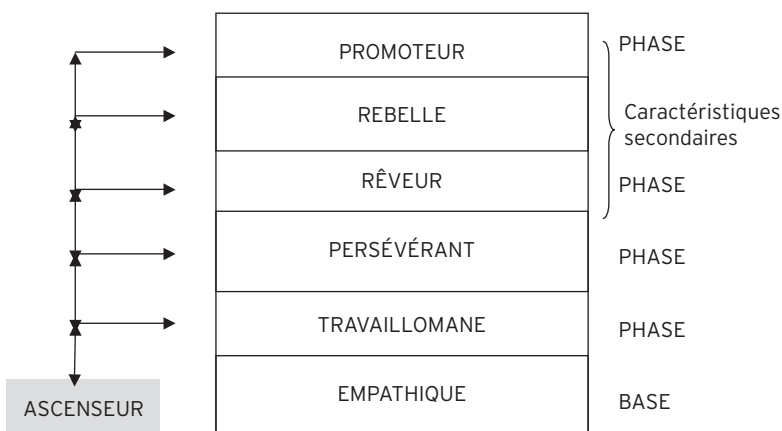 PROMOTEUR
PHASE
REBELLE
Caractéristiques
secondaires
RÊVEUR
PHASE
PERSÉVÉRANT
PHASE
TRAVAILLOMANE
PHASE
EMPATHIQUE
BASE
ASCENSEUR